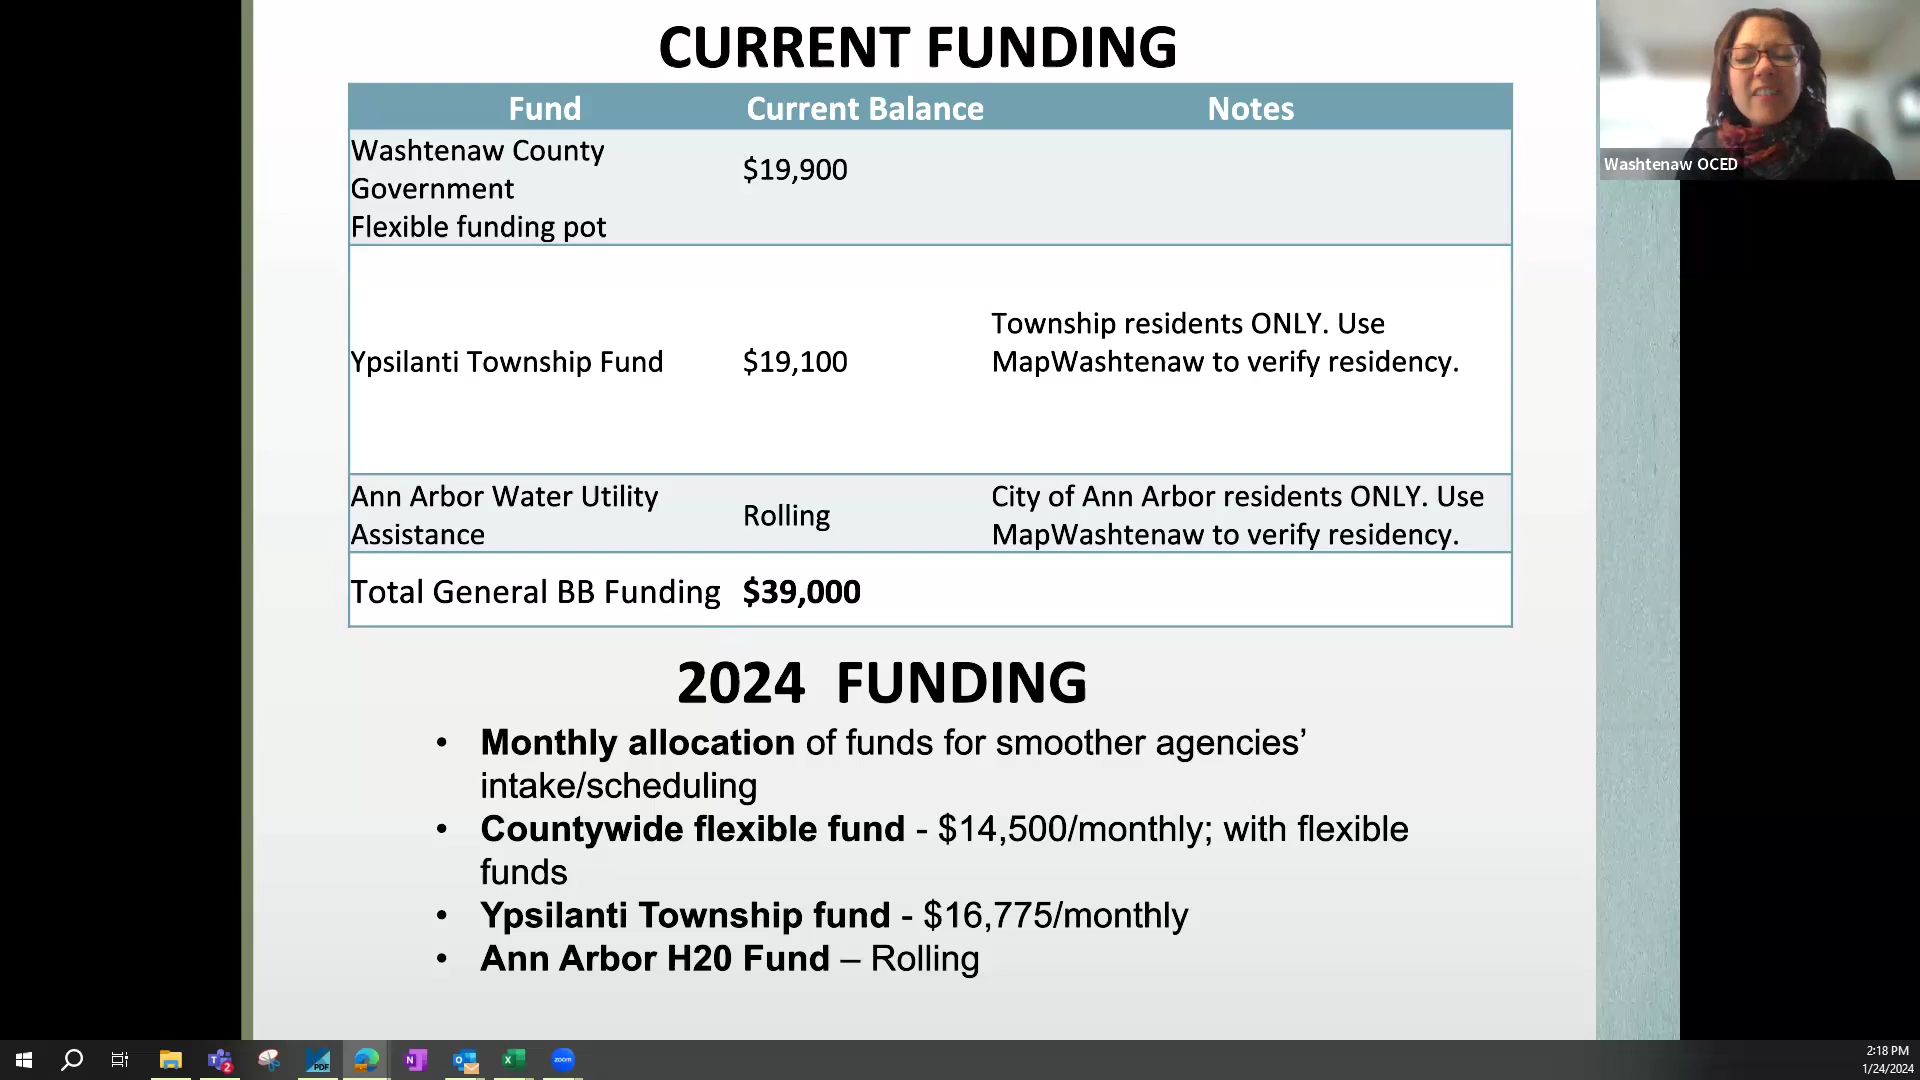 CURRENT FUNDING
Fund Current Balance Notes
Washtenaw County
Government
Flexible funding pot
$19,900
Ypsilanti Township Fund
$19,100
Township residents ONLY. Use
MapWashtenaw to verify residency.
Ann Arbor Water Utility
Assistance
Rolling
City of Ann Arbor residents ONLY. Use
MapWashtenaw to verify residency.
Total General BB Funding $39,000
2024 FUNDING
• Monthly allocation of funds for smoother agencies’
intake/scheduling
• Countywide flexible fund - $14,500/monthly; with flexible
funds
• Ypsilanti Township fund - $16,775/monthly
• Ann Arbor H20 Fund – Rolling
Washtenaw OCED
T
2
PDF
N
O
X
zoom
2:18 PM
1/24/2024